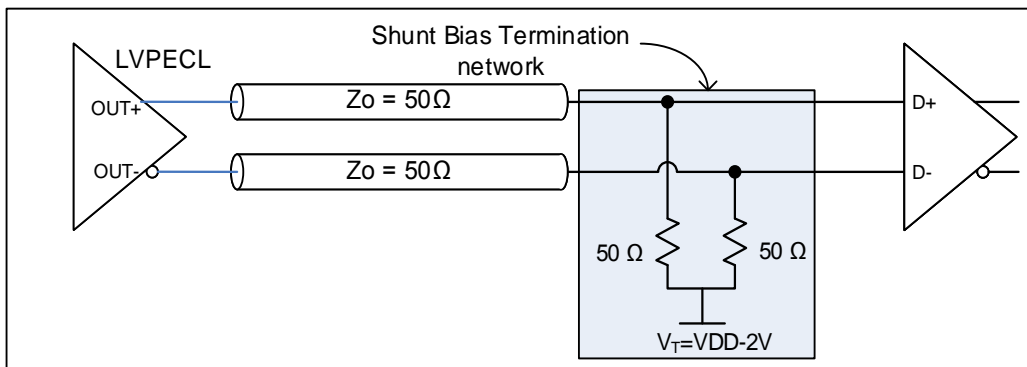 Shunt Bias Termination
network
LVPECL
OUT+
OUT-
Zo = 50Ω
Zo = 50Ω
D+
D-
50 Ω
50 Ω
VT=VDD-2V